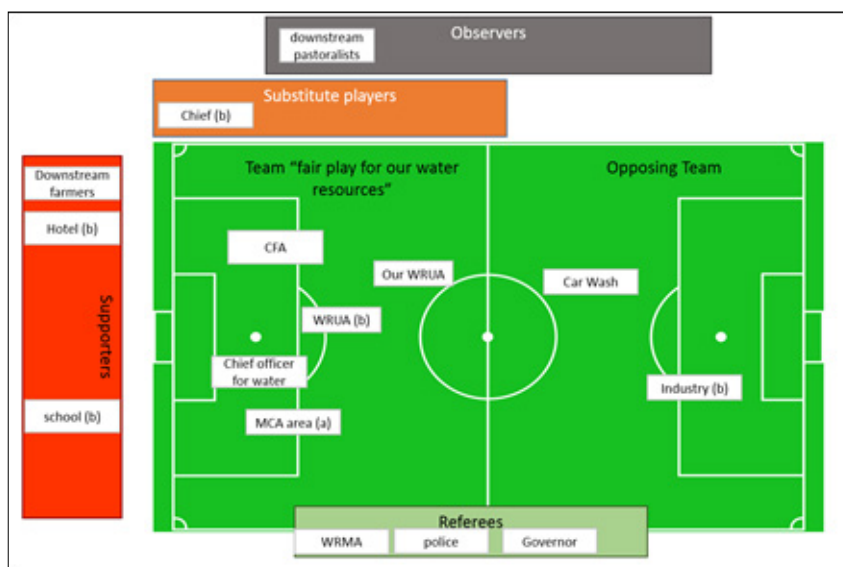 Observers
downstream
pastoralists
Substitute players
Chief (b)
Team “fair play for our water
resources”
Opposing Team
Supporters
Downstream
farmers
Hotel (b)
school (b)
CFA
Our WRUA
WRUA (b)
Chief officer
for water
MCA area (a)
Car Wash
Industry (b)
Referees
WRMA
police
Governor